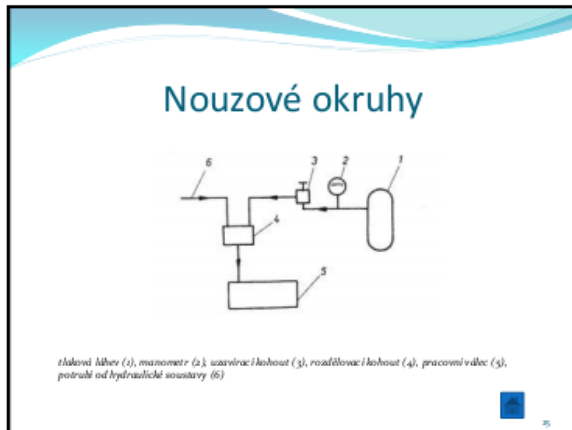 Nouzové okruhy
6
3
2
1
4
5
tlaková láhev (1), manometr (2), uzavírací kohout (3), rozdělovací kohout (4), pracovní válec (5),
potrubí od hydraulické soustavy (6)
25